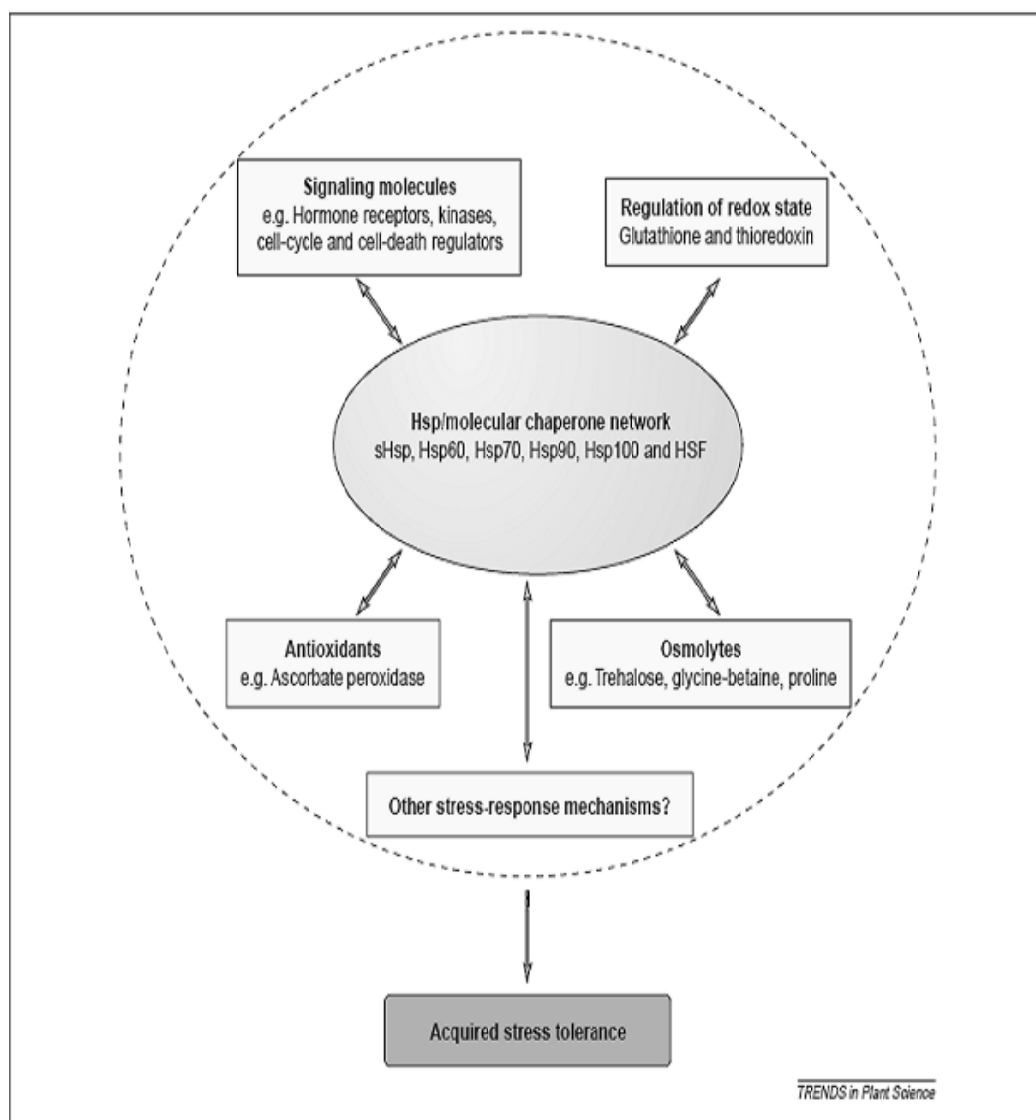 Signaling molecules
e.g. Hormone receptors, kinases,
cell-cycle and cell-death regulators
Regulation of redox state
Glutathione and thioredoxin
Hsp/molecular chaperone network
sHsp, Hsp60, Hsp70, Hsp90, Hsp100 and HSF
Antioxidants
e.g. Ascorbate peroxidase
Osmolytes
e.g. Trehalose, glycine-betaine, proline
Other stress-response mechanisms?
Acquired stress tolerance
TRENDS in Plant Science